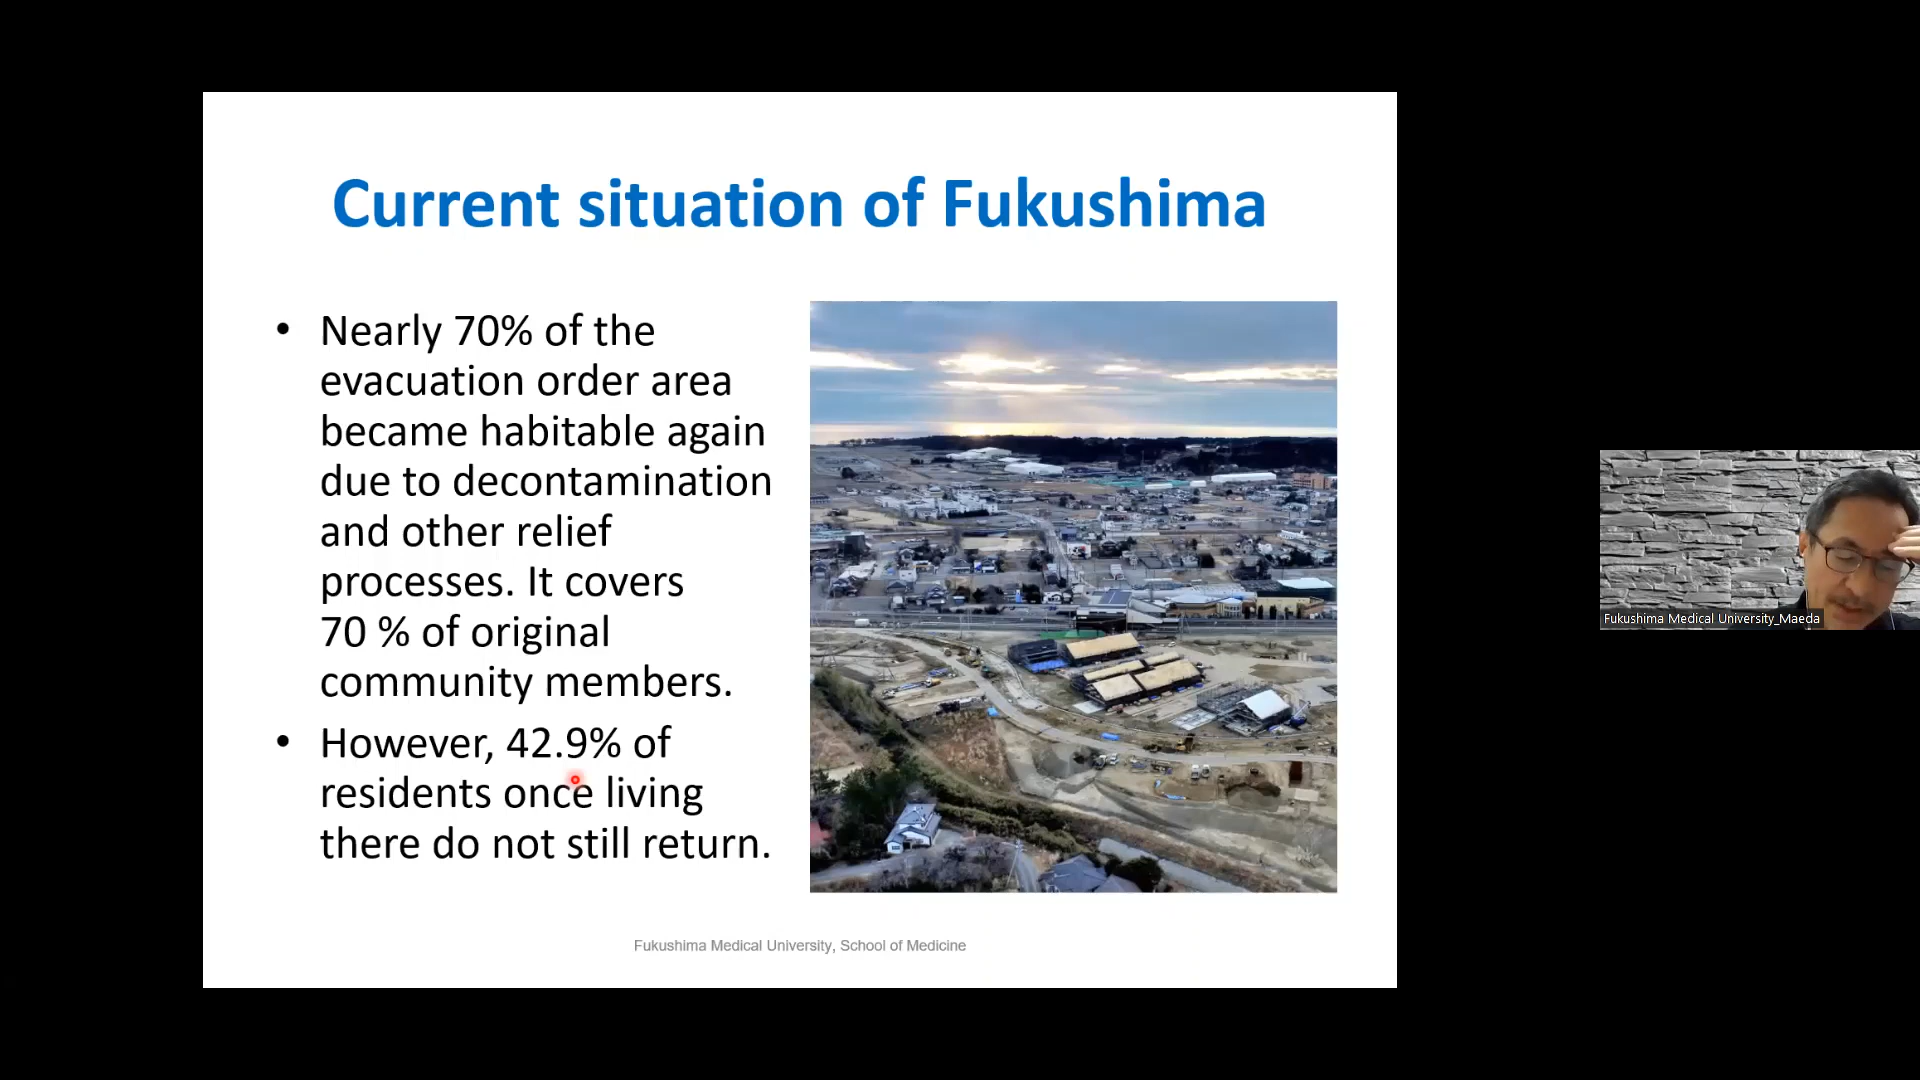 Current situation of Fukushima
• Nearly 70% of the
evacuation order area
became habitable again
due to decontamination
and other relief
processes. It covers
70 % of original
community members.
• However, 42.9% of
residents once living
there do not still return.
Fukushima Medical University, School of Medicine
Fukushima Medical University_Maeda